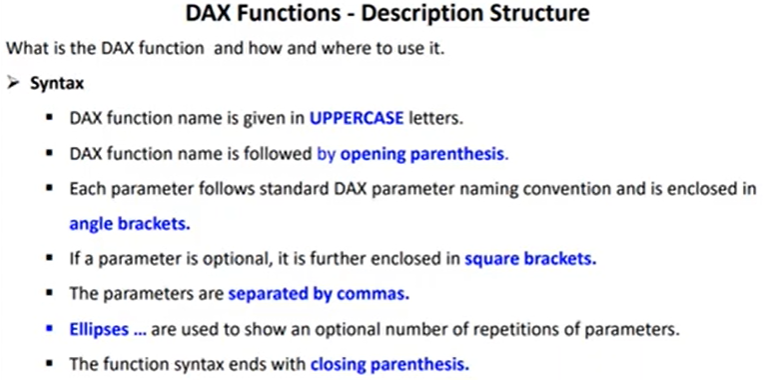 DAX Functions - Description Structure
What is the DAX function and how and where to use it.
➢ Syntax
▪ DAX function name is given in UPPERCASE letters.
▪ DAX function name is followed by opening parenthesis.
▪ Each parameter follows standard DAX parameter naming convention and is enclosed in
angle brackets.
▪ If a parameter is optional, it is further enclosed in square brackets.
▪ The parameters are separated by commas.
▪ Ellipses ... are used to show an optional number of repetitions of parameters.
▪ The function syntax ends with closing parenthesis.